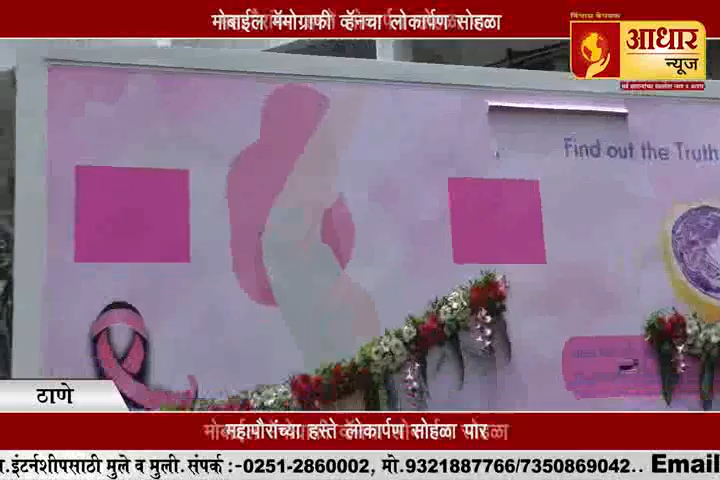 मोबाईल मॅमोग्राफी व्हॅनचा लोकार्पण सोहळा
आधार
न्यूज
Find out the Truth
ठाणे
महापौरांच्या हस्ते लोकार्पण सोहळा पोर
.इंटर्नशीपसाठी मुले व मुली. संपर्क :-0251-2860002, मो.9321887766/7350869042.. Email